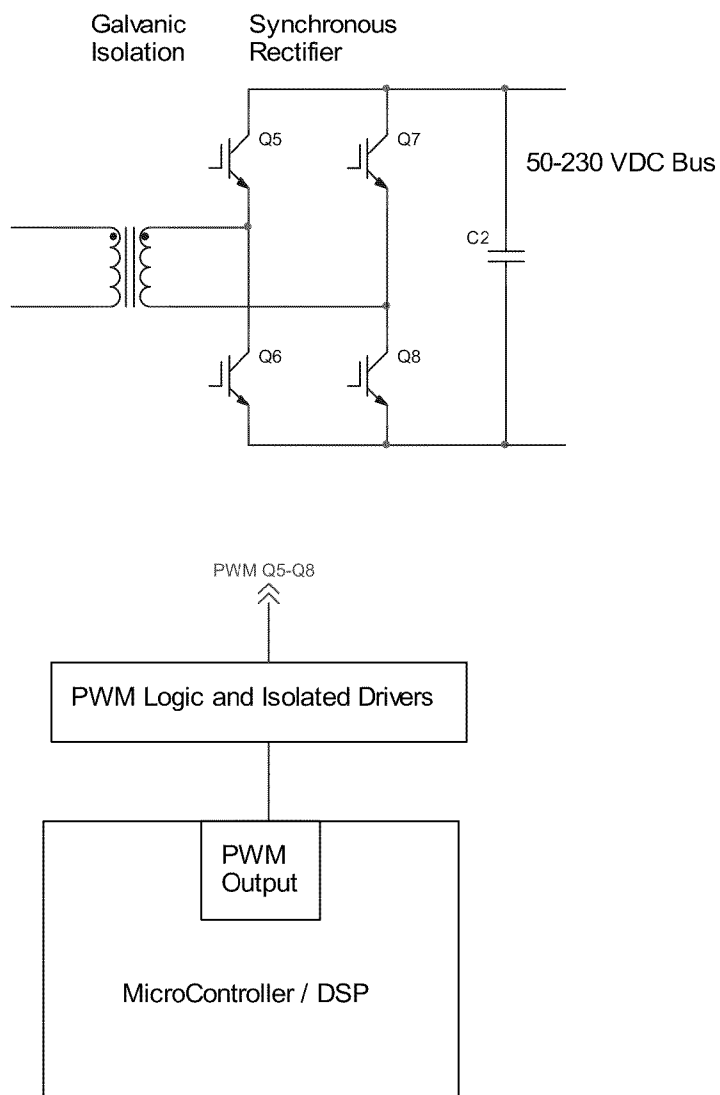 Galvanic Isolation
Synchronous Rectifier
Q5
Q7
50-230 VDC Bus
C2
Q6
Q8
PWM Q5-Q8
PWM Logic and Isolated Drivers
PWM
Output
MicroController / DSP